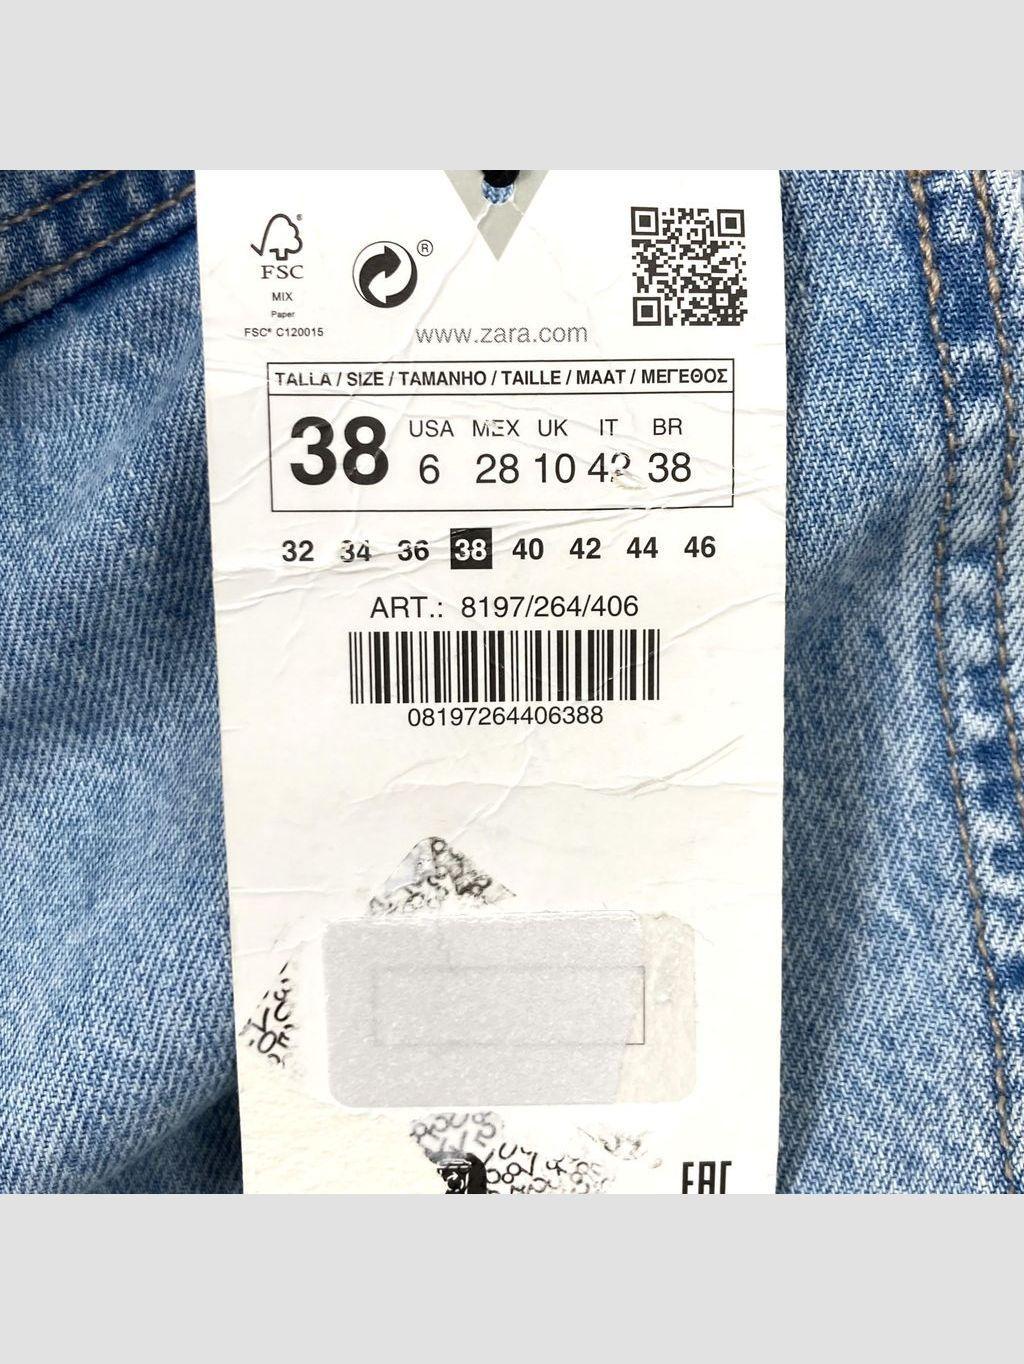 FSC®
MIX
Paper
FSC® C120015
®
www.zara.com
TALLA / SIZE / TAMANHO / TAILLE / MAAT / ΜΕΓΕΘΟΣ
38
USA MEX UK IT BR
6 28 10 42 38
32 34 36 38 40 42 44 46
ART.: 8197/264/406
08197264406388
EAC